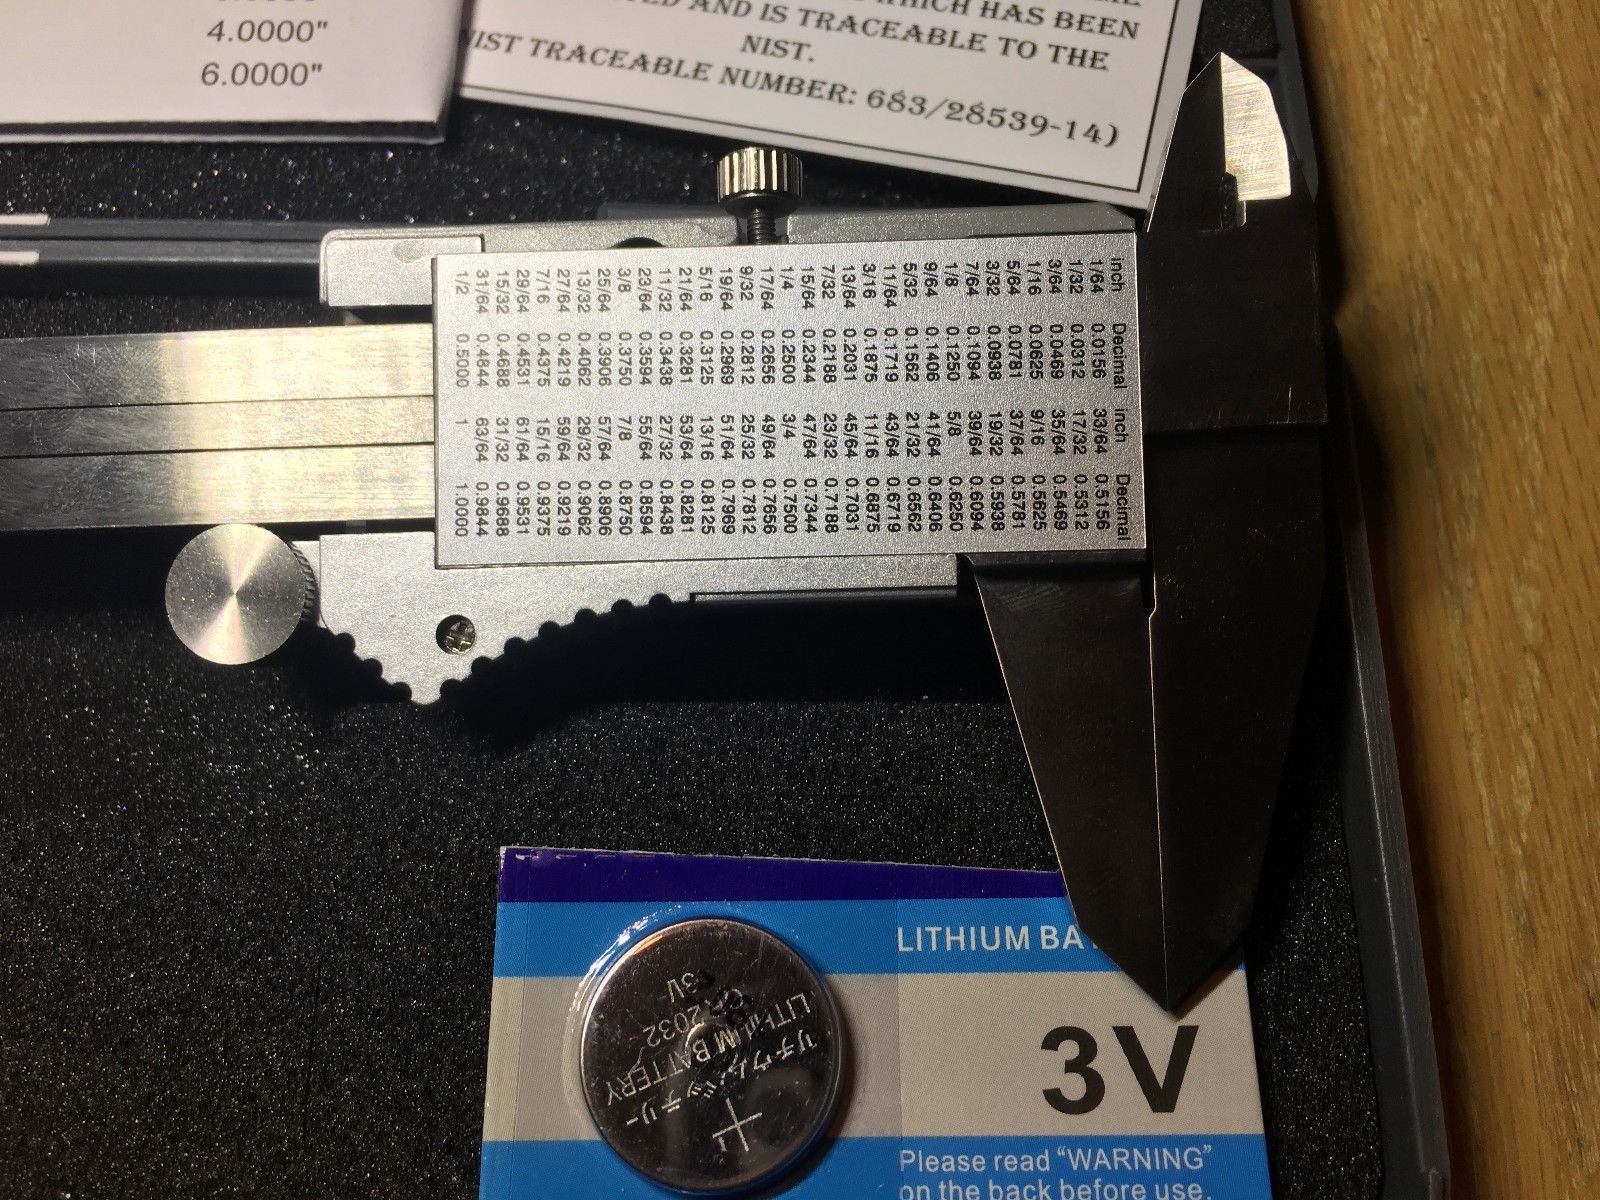 4.0000"
6.0000"
WHICH HAS BEEN
AND IS TRACEABLE TO THE
NIST.
TRACEABLE NUMBER: 683/28539-14)
inch Decimal inch Decimal
1/64 0.0156 33/64 0.5156
1/32 0.0312 17/32 0.5312
3/64 0.0469 35/64 0.5469
1/16 0.0625 9/16 0.5625
5/64 0.0781 37/64 0.5781
3/32 0.0938 19/32 0.5938
7/64 0.1094 39/64 0.6094
1/8 0.1250 5/8 0.6250
9/64 0.1406 41/64 0.6406
5/32 0.1562 21/32 0.6562
11/64 0.1719 43/64 0.6719
3/16 0.1875 11/16 0.6875
13/64 0.2031 45/64 0.7031
7/32 0.2188 23/32 0.7188
15/64 0.2344 47/64 0.7344
1/4 0.2500 3/4 0.7500
17/64 0.2656 49/64 0.7656
9/32 0.2812 25/32 0.7812
19/64 0.2969 51/64 0.7969
5/16 0.3125 13/16 0.8125
21/64 0.3281 53/64 0.8281
11/32 0.3438 27/32 0.8438
23/64 0.3594 55/64 0.8594
3/8 0.3750 7/8 0.8750
25/64 0.3906 57/64 0.8906
13/32 0.4062 29/32 0.9062
27/64 0.4219 59/64 0.9219
7/16 0.4375 15/16 0.9375
29/64 0.4531 61/64 0.9531
15/32 0.4688 31/32 0.9688
31/64 0.4844 63/64 0.9844
1/2 0.5000 1 1.0000
LITHIUM
3V
Please read “WARNING”
on the back before use.
+
リチウムバッテリー
LITHIUM BATTERY
2032
3V